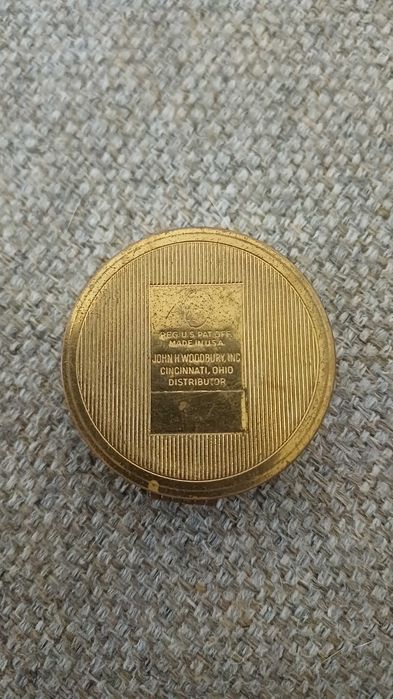 REG. U.S. PAT. OFF.
MADE IN U.S.A.
JOHN H. WOODBURY, INC.
CINCINNATI, OHIO
DISTRIBUTOR